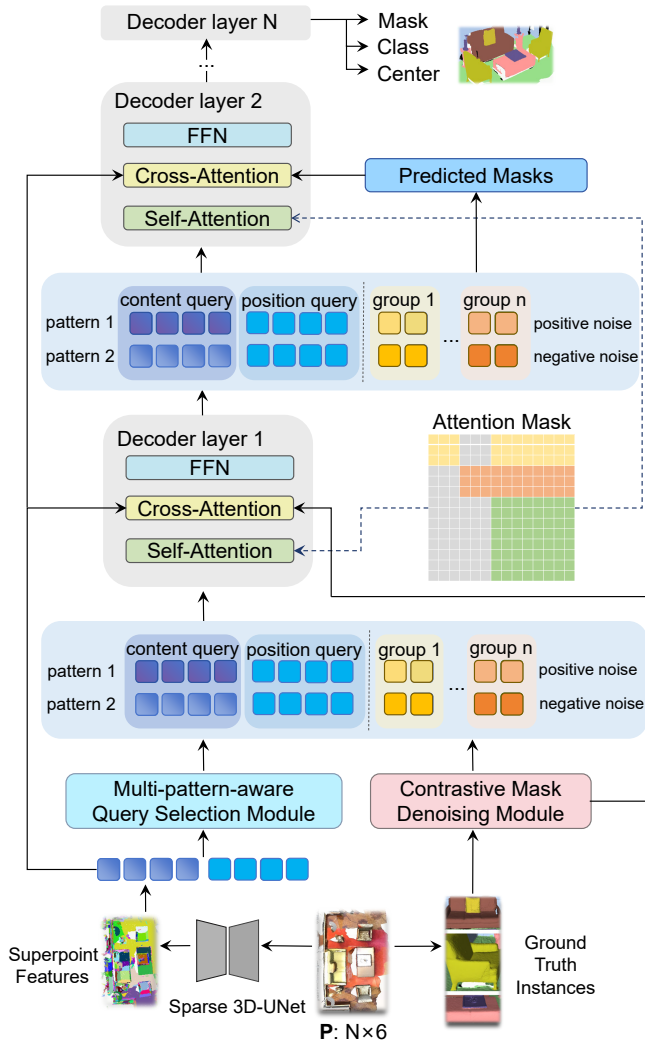 Decoder layer N
Mask
Class
Center
...
Decoder layer 2
FFN
Cross-Attention
Predicted Masks
Self-Attention
content query
position query
group 1
group n
pattern 1
positive noise
...
pattern 2
negative noise
Decoder layer 1
Attention Mask
FFN
Cross-Attention
Self-Attention
content query
position query
group 1
group n
pattern 1
positive noise
...
pattern 2
negative noise
Multi-pattern-aware
Query Selection Module
Contrastive Mask
Denoising Module
Superpoint
Features
Sparse 3D-UNet
P: N×6
Ground
Truth
Instances